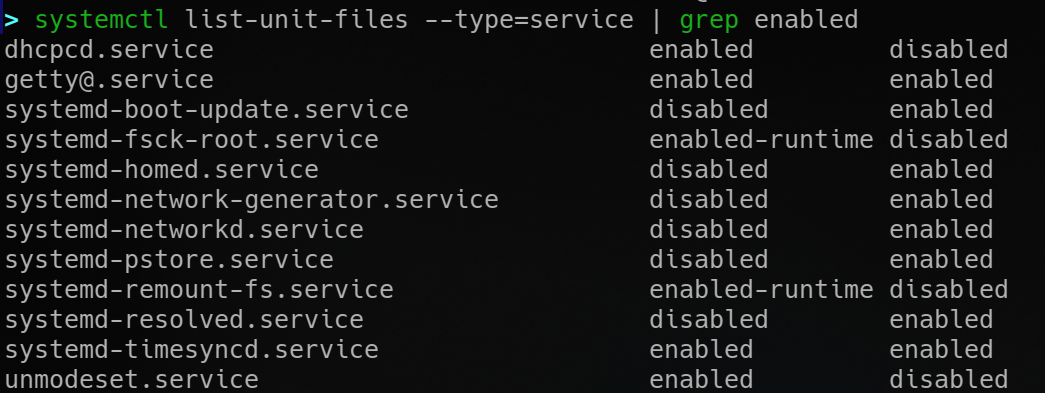 > systemctl list-unit-files --type=service | grep enabled
dhcpcd.service enabled disabled
getty@.service enabled enabled
systemd-boot-update.service disabled enabled
systemd-fsck-root.service enabled-runtime disabled
systemd-homed.service disabled enabled
systemd-network-generator.service disabled enabled
systemd-networkd.service disabled enabled
systemd-pstore.service disabled enabled
systemd-remount-fs.service enabled-runtime disabled
systemd-resolved.service disabled enabled
systemd-timesyncd.service enabled enabled
unmodeset.service enabled disabled